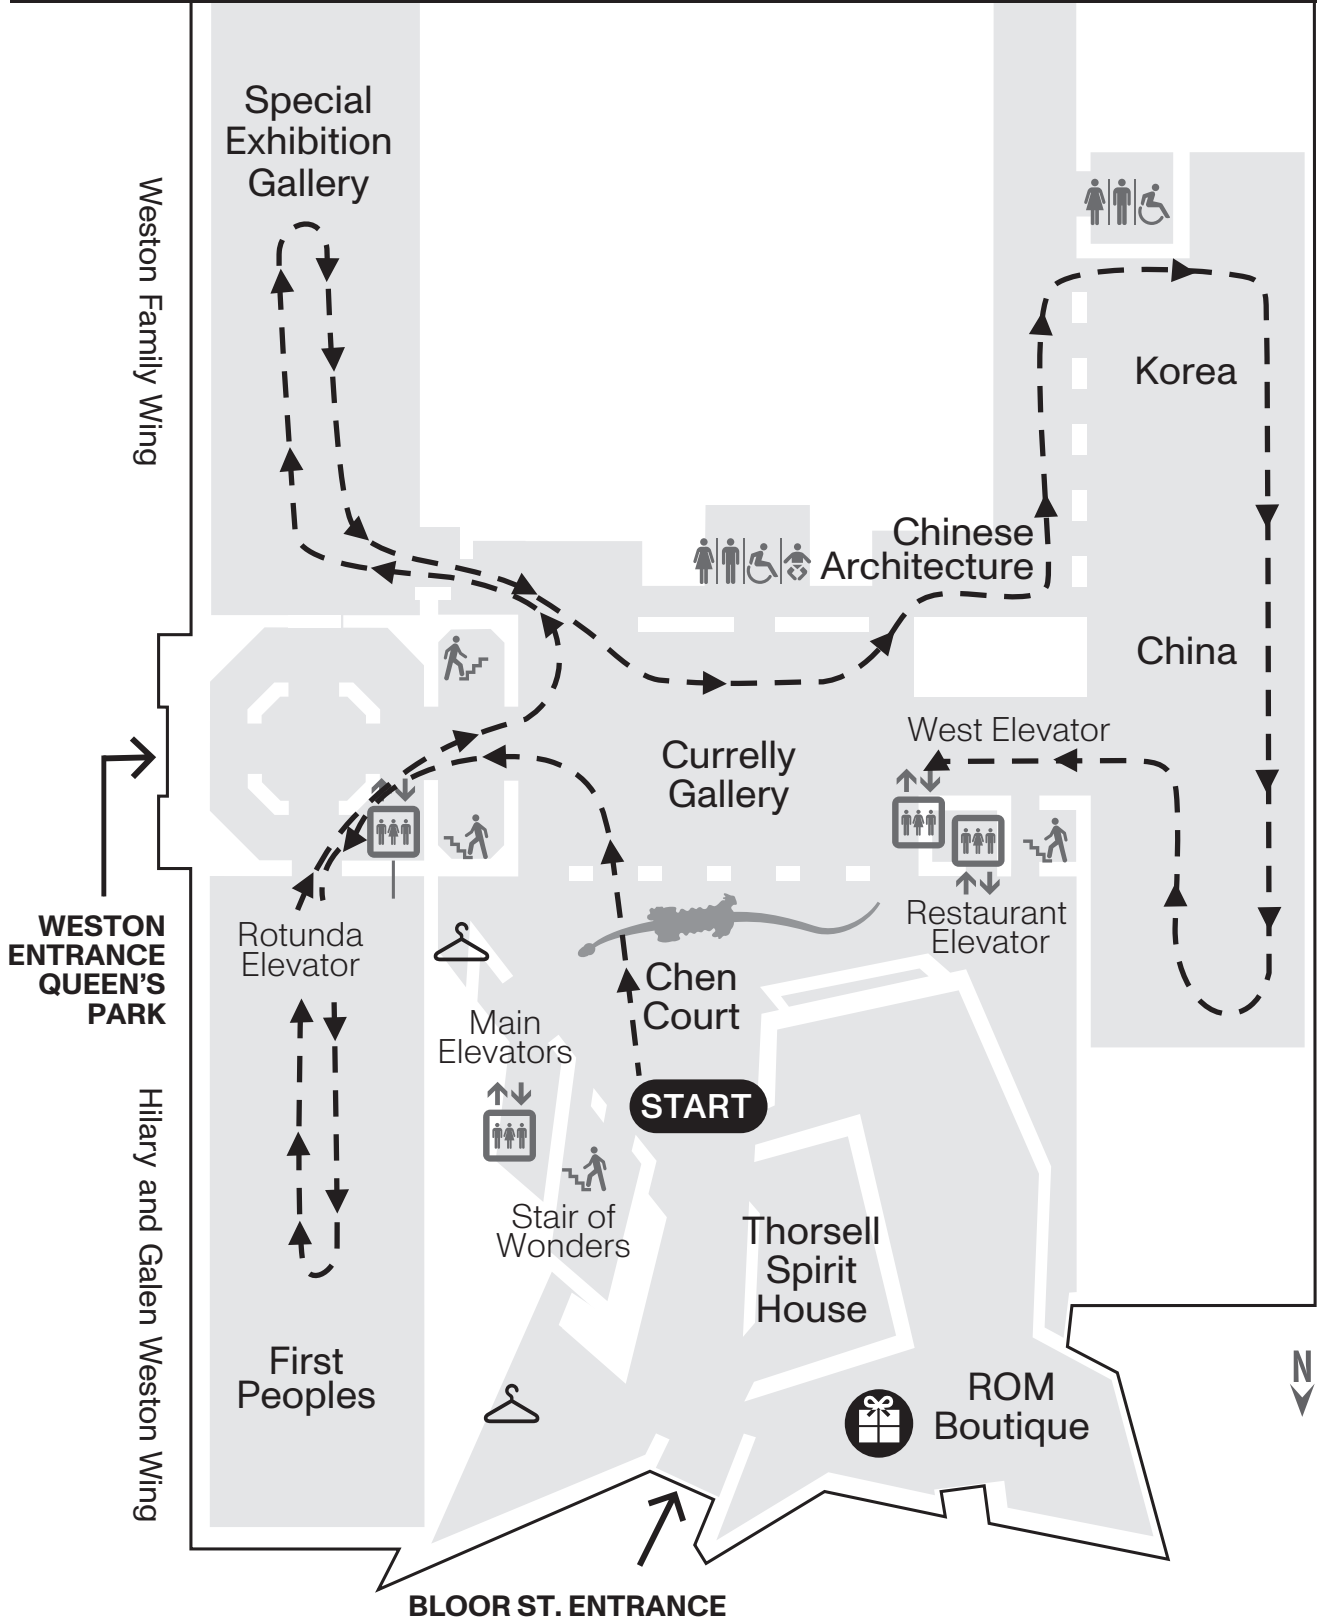 Special
Exhibition
Gallery
Weston Family Wing
Korea
Chinese
Architecture
China
West Elevator
Currelly
Gallery
WESTON
ENTRANCE
QUEEN'S
PARK
Rotunda
Elevator
Restaurant
Elevator
Chen
Court
Main
Elevators
START
Hilary and Galen Weston Wing
Stair of
Wonders
Thorsell
Spirit
House
First
Peoples
ROM
Boutique
N
BLOOR ST. ENTRANCE